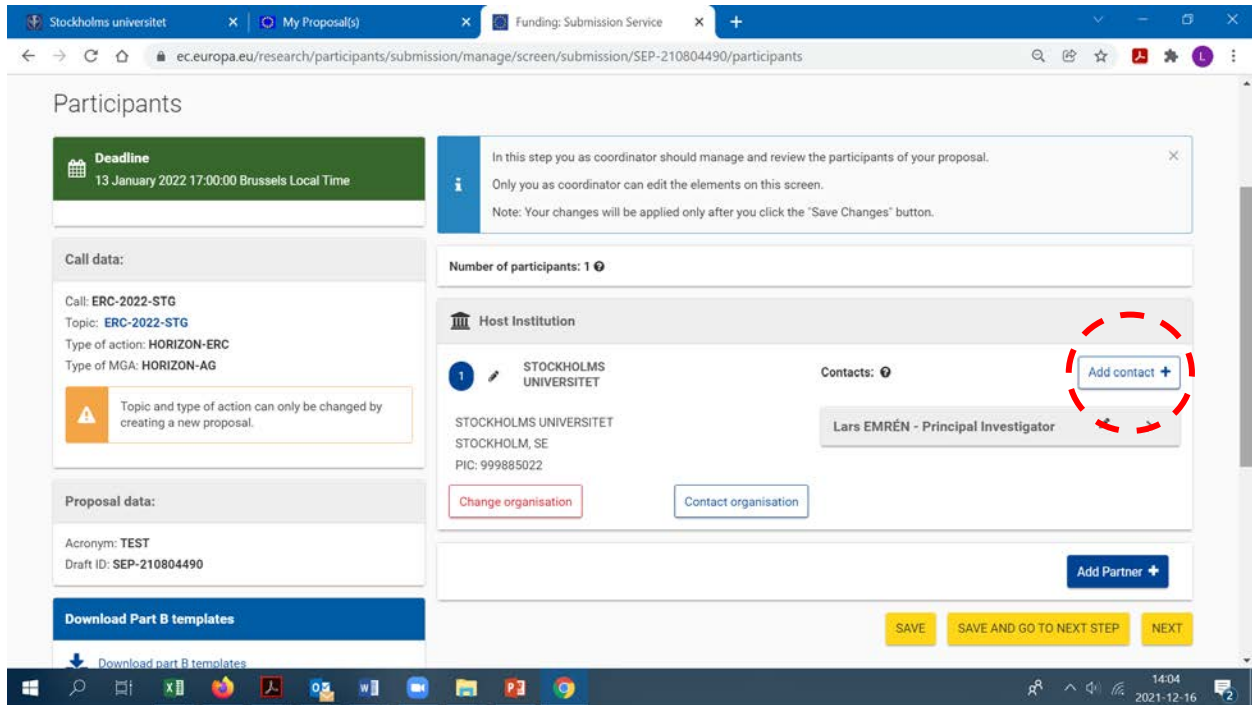 Stockholms universitet
My Proposal(s)
Funding: Submission Service
ec.europa.eu/research/participants/submission/manage/screen/submission/SEP-210804490/participants
L
Participants
Deadline
13 January 2022 17:00:00 Brussels Local Time
In this step you as coordinator should manage and review the participants of your proposal.
Only you as coordinator can edit the elements on this screen.
Note: Your changes will be applied only after you click the "Save Changes" button.
Call data:
Call: ERC-2022-STG
Topic: ERC-2022-STG
Type of action: HORIZON-ERC
Type of MGA: HORIZON-AG
Topic and type of action can only be changed by
creating a new proposal.
Proposal data:
Acronym: TEST
Draft ID: SEP-210804490
Download Part B templates
Download part B templates
Number of participants: 1
Host Institution
1
STOCKHOLMS
UNIVERSITET
Contacts:
Add contact +
STOCKHOLMS UNIVERSITET
STOCKHOLM, SE
PIC: 999885022
Lars EMRÉN - Principal Investigator
Change organisation
Contact organisation
Add Partner +
SAVE
SAVE AND GO TO NEXT STEP
NEXT
14:04
2021-12-16
2